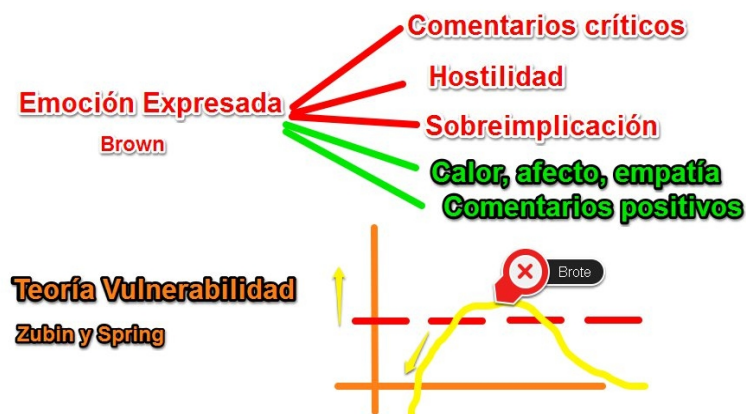 Comentarios críticos
Hostilidad
Emoción Expresada
Brown
Sobreimplicación
Calor, afecto, empatía
Comentarios positivos
Brote
Teoría Vulnerabilidad
Zubin y Spring